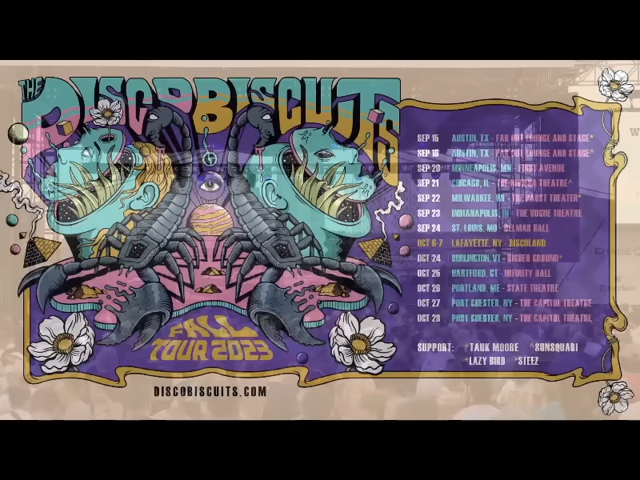 THE DISCO BISCUITS
SEP 15 AUSTIN, TX - FAR OUT LOUNGE AND STAGE*
SEP 16 AUSTIN, TX - FAR OUT LOUNGE AND STAGE^
SEP 20 MINNEAPOLIS, MN - FIRST AVENUE
SEP 21 CHICAGO, IL - THE RIVIERA THEATRE^
SEP 22 MILWAUKEE, WI - THE PABST THEATER*
SEP 23 INDIANAPOLIS, IN - THE VOGUE THEATRE
SEP 24 ST. LOUIS, MO - DELMAR HALL
OCT 6-7 LAFAYETTE, NY - BISCOLAND
OCT 24 BURLINGTON, VT - HIGHER GROUND*
OCT 25 HARTFORD, CT - INFINITY HALL
OCT 26 PORTLAND, ME - STATE THEATRE
OCT 27 PORT CHESTER, NY - THE CAPITOL THEATRE
OCT 28 PORT CHESTER, NY - THE CAPITOL THEATRE
FALL
TOUR 2023
SUPPORT: *TAUK MOORE ^SUNSQUABI
*LAZY BIRD *STEEZ
DISCOBISCUITS.COM